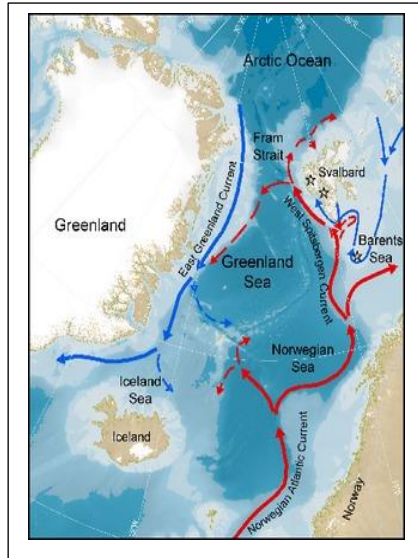 Arctic Ocean
Fram
Strait
Svalbard
Greenland
East Greenland Current
West Spitsbergen Current
Barents
Sea
Greenland
Sea
Norwegian
Sea
Iceland
Sea
Iceland
Norwegian Atlantic Current
Norway